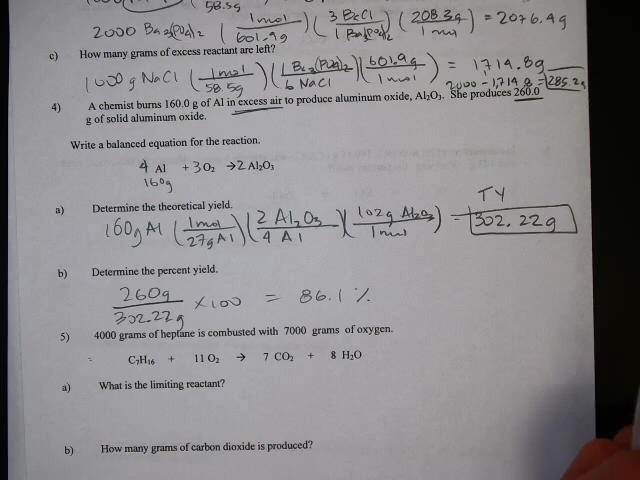 58.5g
2000 Ba3(PO4)2 (1mol/601.9g) (3 BaCl/1 Ba3(PO4)2) (208.3g/1mol) = 2076.4g
c) How many grams of excess reactant are left?
1000g NaCl (1mol/58.5g) (1 Ba3(PO4)2/6 NaCl) (601.9g/1mol) = 1714.8g
2000 - 1714.8 = 285.2g
4) A chemist burns 160.0 g of Al in excess air to produce aluminum oxide, Al2O3. She produces 260.0
g of solid aluminum oxide.
Write a balanced equation for the reaction.
4 Al + 3 O2 → 2 Al2O3
160g
a) Determine the theoretical yield.
TY
160g Al (1mol/27g Al) (2 Al2O3/4 Al) (102g Al2O3/1mol) = 302.22g
b) Determine the percent yield.
260g/302.22g x 100 = 86.1 %
5) 4000 grams of heptane is combusted with 7000 grams of oxygen.
C7H16 + 11 O2 → 7 CO2 + 8 H2O
a) What is the limiting reactant?
b) How many grams of carbon dioxide is produced?